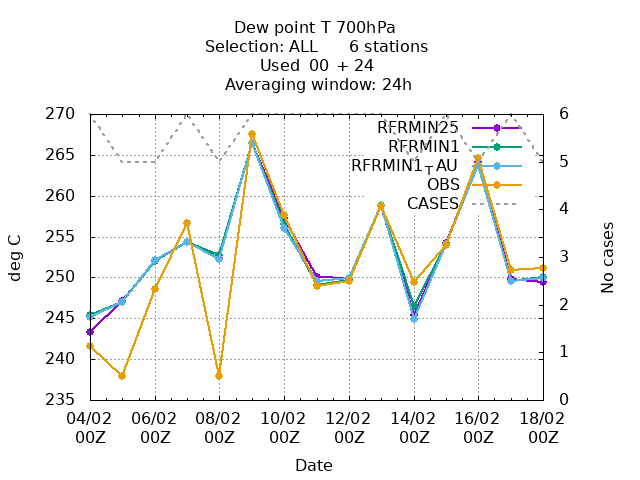 Dew point T 700hPa
Selection: ALL 6 stations
Used 00 + 24
Averaging window: 24h
270
265
260
255
250
245
240
235
deg C
6
5
4
3
2
1
0
No cases
RFRMIN25
RFRMIN1
RFRMIN1_TAU
OBS
CASES
04/02 06/02 08/02 10/02 12/02 14/02 16/02 18/02
00Z 00Z 00Z 00Z 00Z 00Z 00Z 00Z
Date